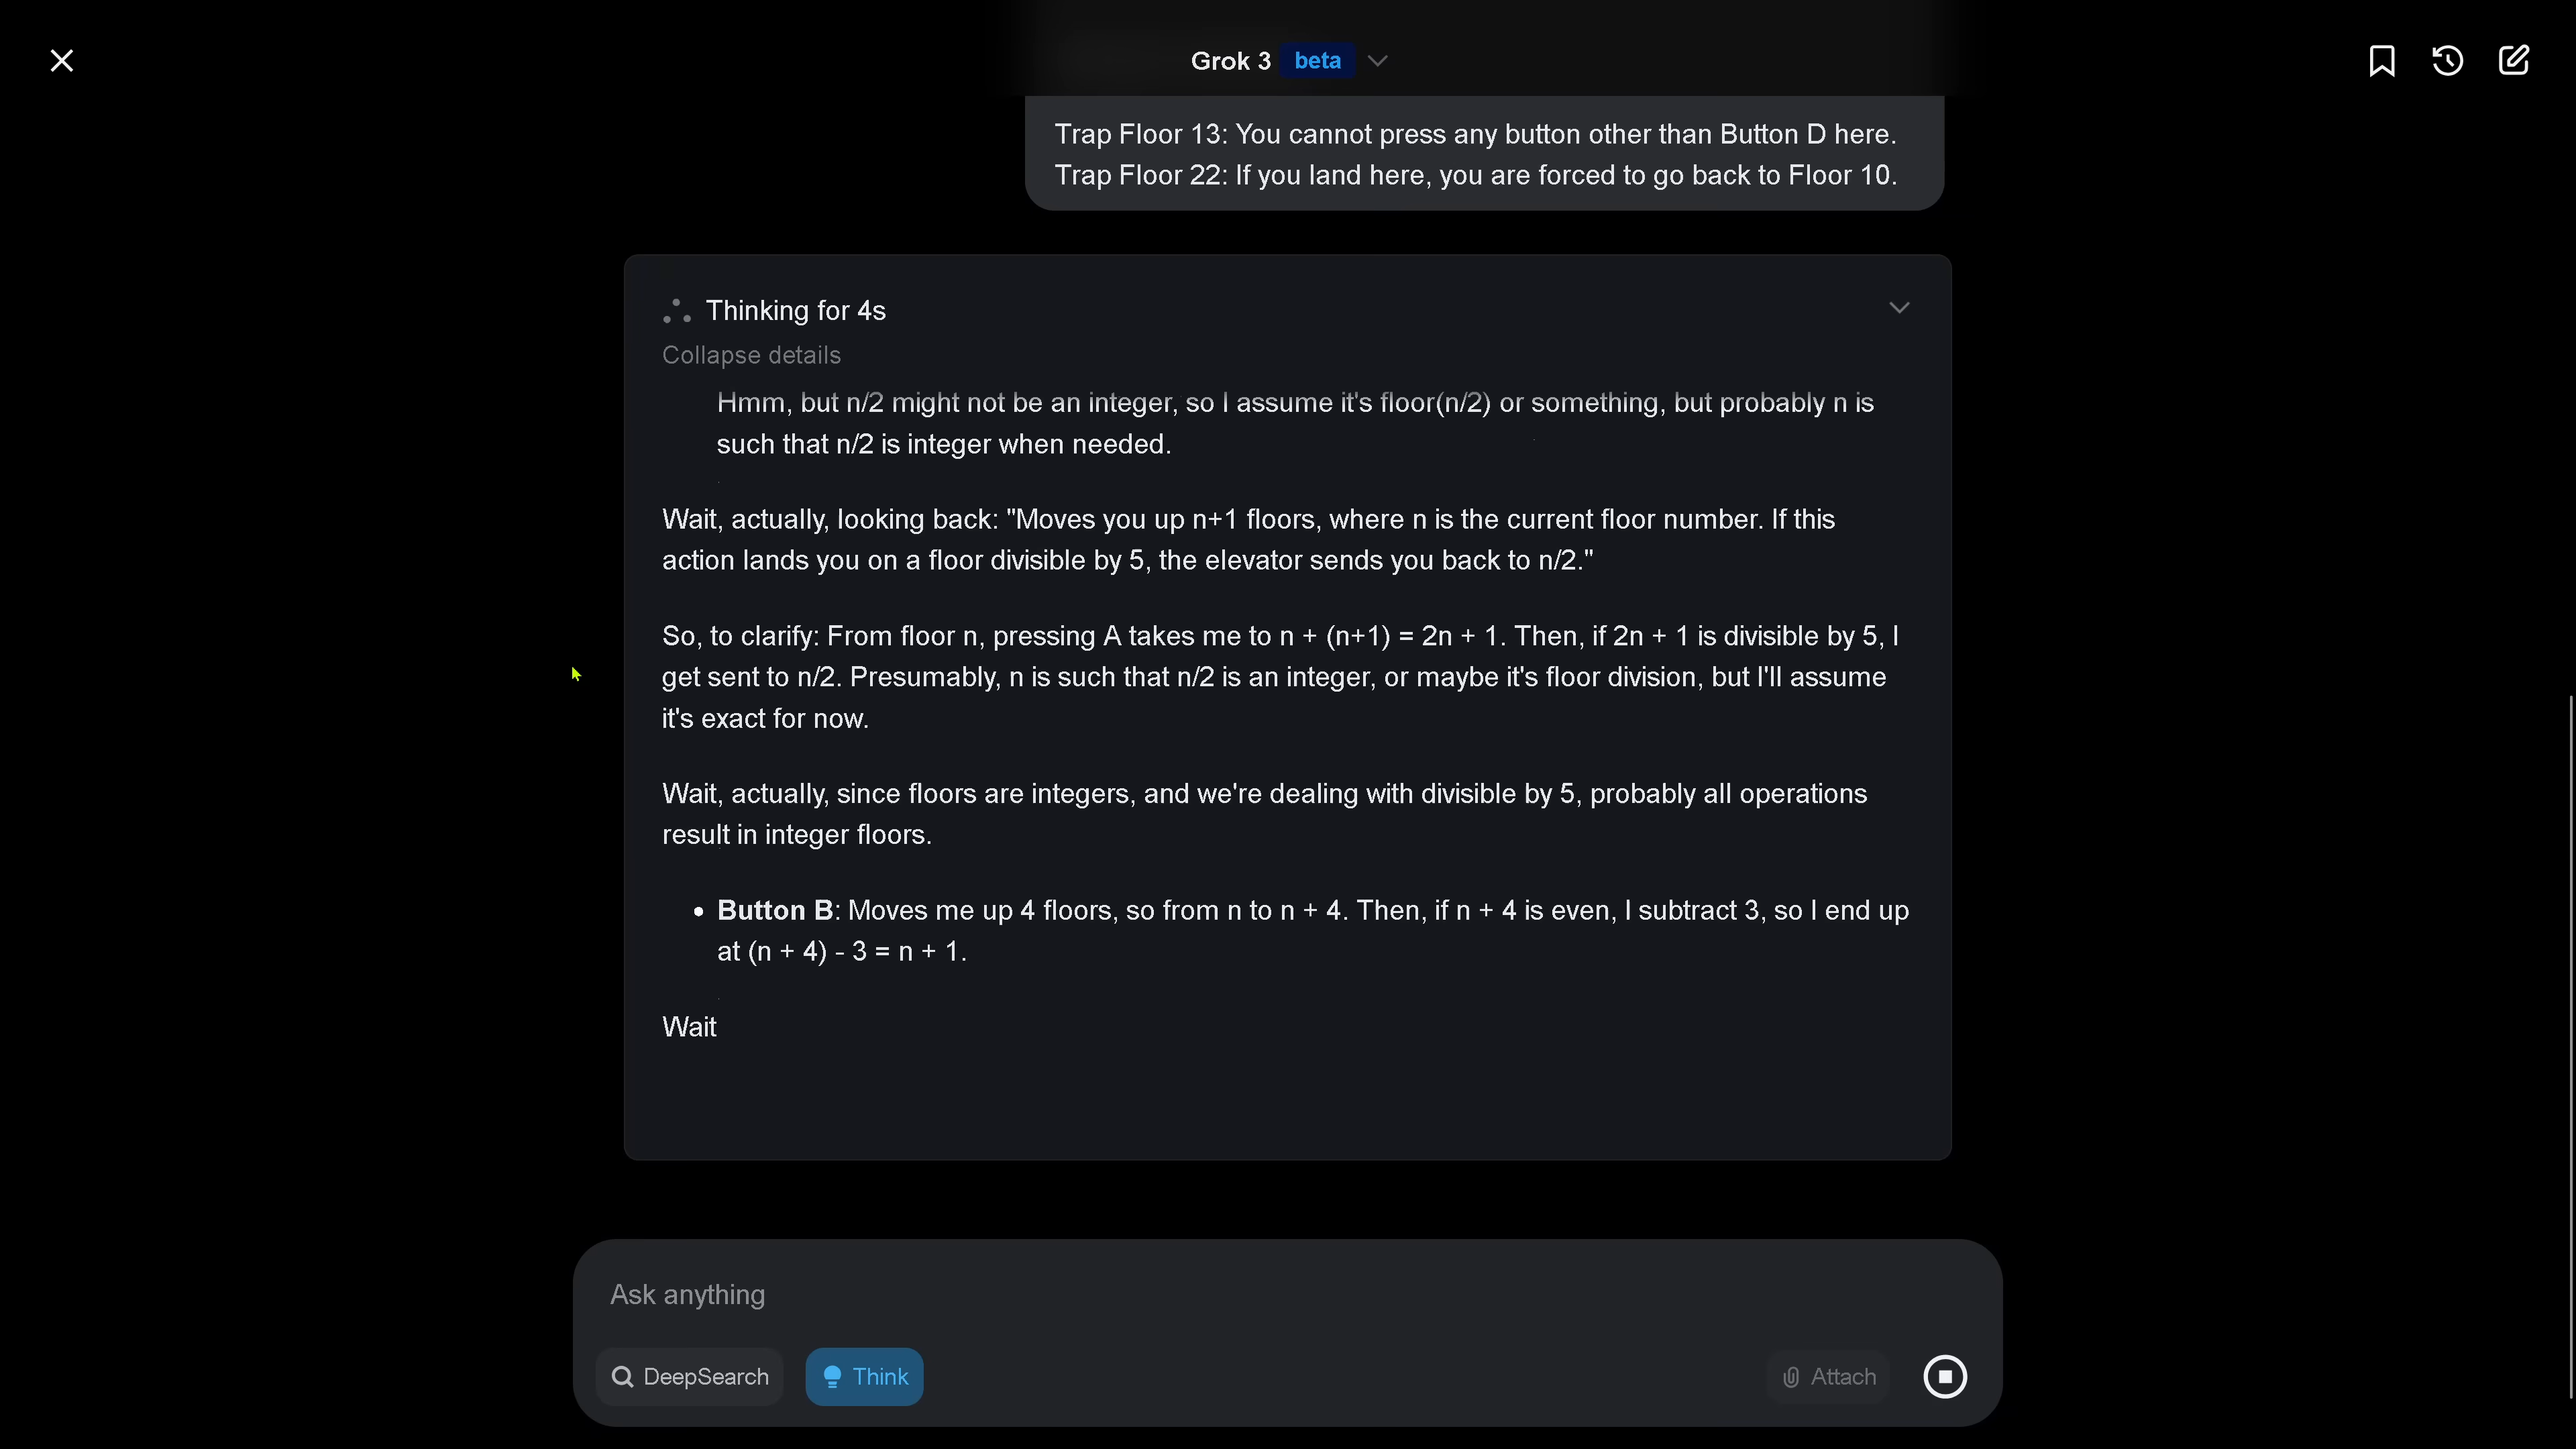 Grok 3 beta
Trap Floor 13: You cannot press any button other than Button D here.
Trap Floor 22: If you land here, you are forced to go back to Floor 10.
Thinking for 4s
Collapse details
Hmm, but n/2 might not be an integer, so I assume it's floor(n/2) or something, but probably n is
such that n/2 is integer when needed.
Wait, actually, looking back: "Moves you up n+1 floors, where n is the current floor number. If this
action lands you on a floor divisible by 5, the elevator sends you back to n/2."
So, to clarify: From floor n, pressing A takes me to n + (n+1) = 2n + 1. Then, if 2n + 1 is divisible by 5, I
get sent to n/2. Presumably, n is such that n/2 is an integer, or maybe it's floor division, but I'll assume
it's exact for now.
Wait, actually, since floors are integers, and we're dealing with divisible by 5, probably all operations
result in integer floors.
• Button B: Moves me up 4 floors, so from n to n + 4. Then, if n + 4 is even, I subtract 3, so I end up
at (n + 4) - 3 = n + 1.
Wait
Ask anything
DeepSearch
Think
Attach